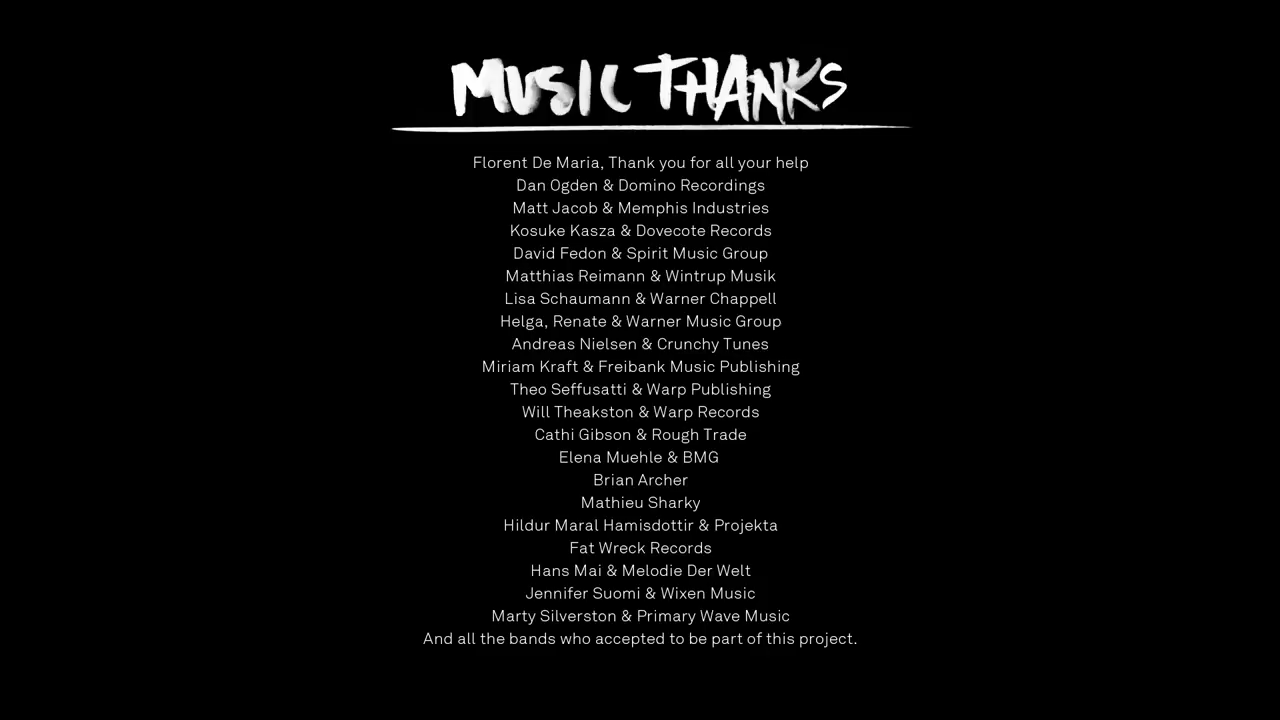 MUSIC THANKS
Florent De Maria, Thank you for all your help
Dan Ogden & Domino Recordings
Matt Jacob & Memphis Industries
Kosuke Kasza & Dovecote Records
David Fedon & Spirit Music Group
Matthias Reimann & Wintrup Musik
Lisa Schaumann & Warner Chappell
Helga, Renate & Warner Music Group
Andreas Nielsen & Crunchy Tunes
Miriam Kraft & Freibank Music Publishing
Theo Seffusatti & Warp Publishing
Will Theakston & Warp Records
Cathi Gibson & Rough Trade
Elena Muehle & BMG
Brian Archer
Mathieu Sharky
Hildur Maral Hamisdottir & Projekta
Fat Wreck Records
Hans Mai & Melodie Der Welt
Jennifer Suomi & Wixen Music
Marty Silverston & Primary Wave Music
And all the bands who accepted to be part of this project.